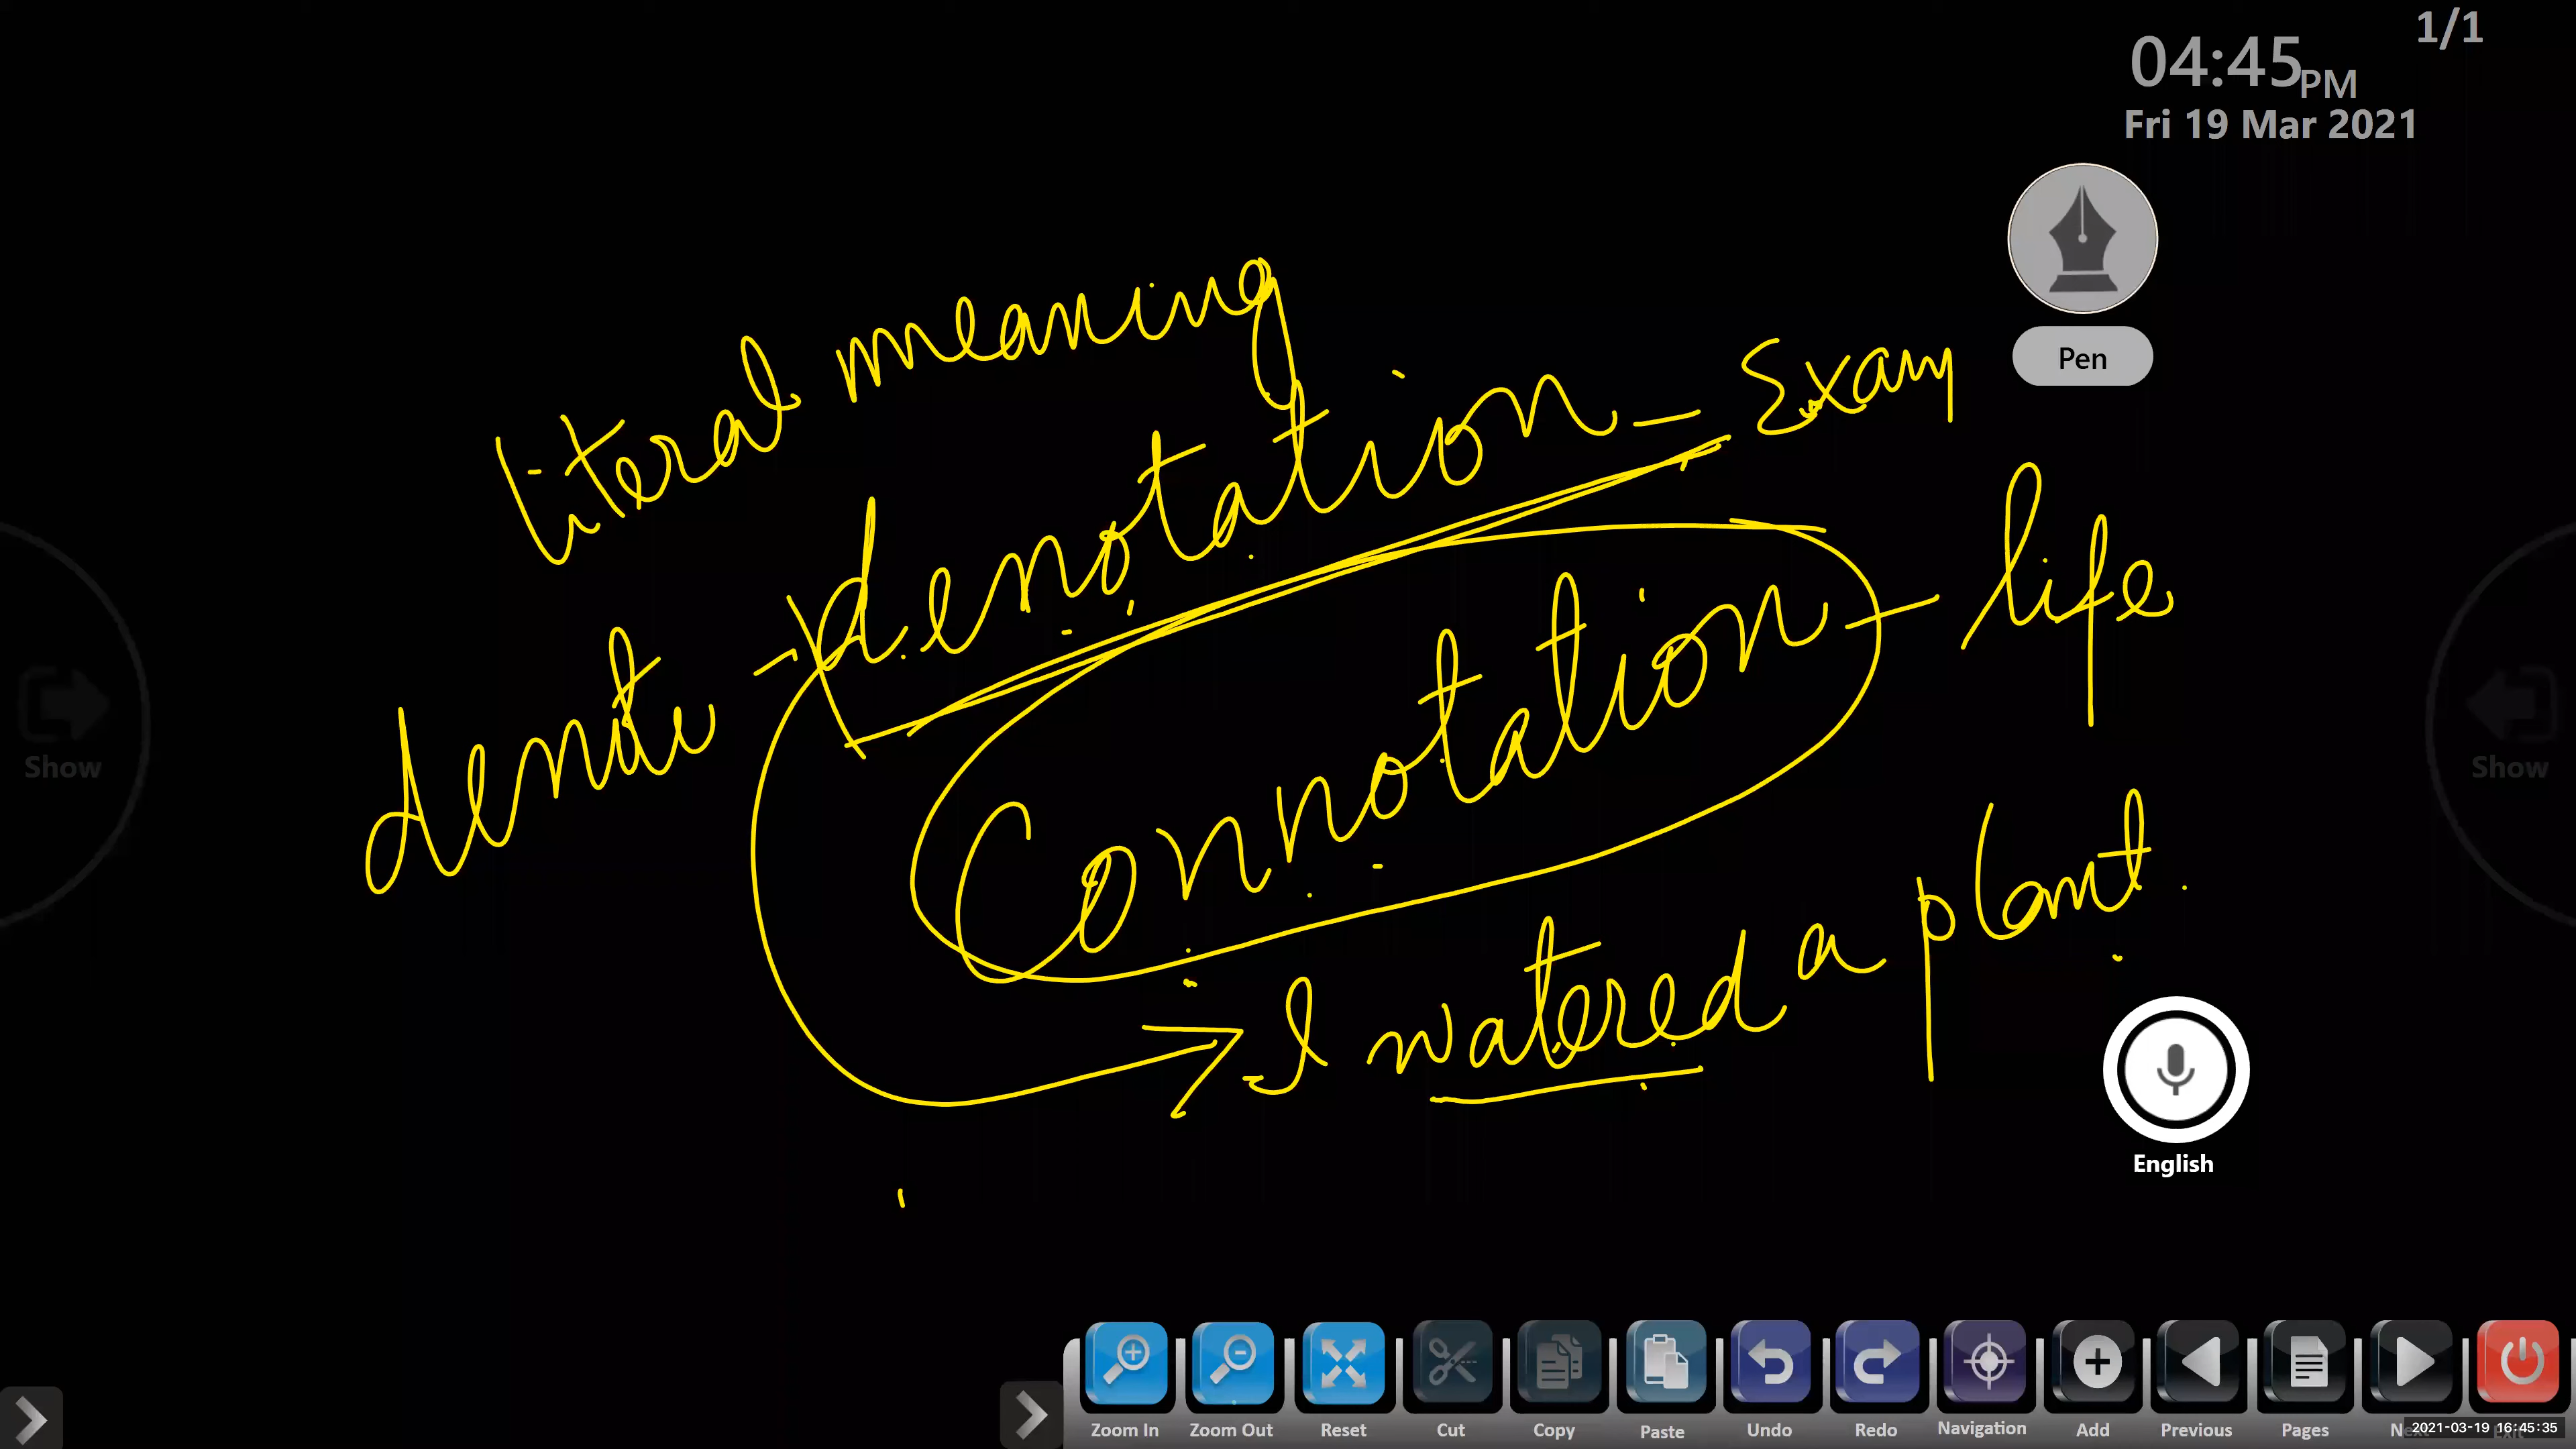 1/1
04:45PM
Fri 19 Mar 2021
Pen
literal meaning
denotation - Exam
denote -
Connotation - life
Show
Show
I watered a plant.
English
Zoom In Zoom Out Reset Cut Copy Paste Undo Redo Navigation Add Previous Pages
2021-03-19 16:45:35